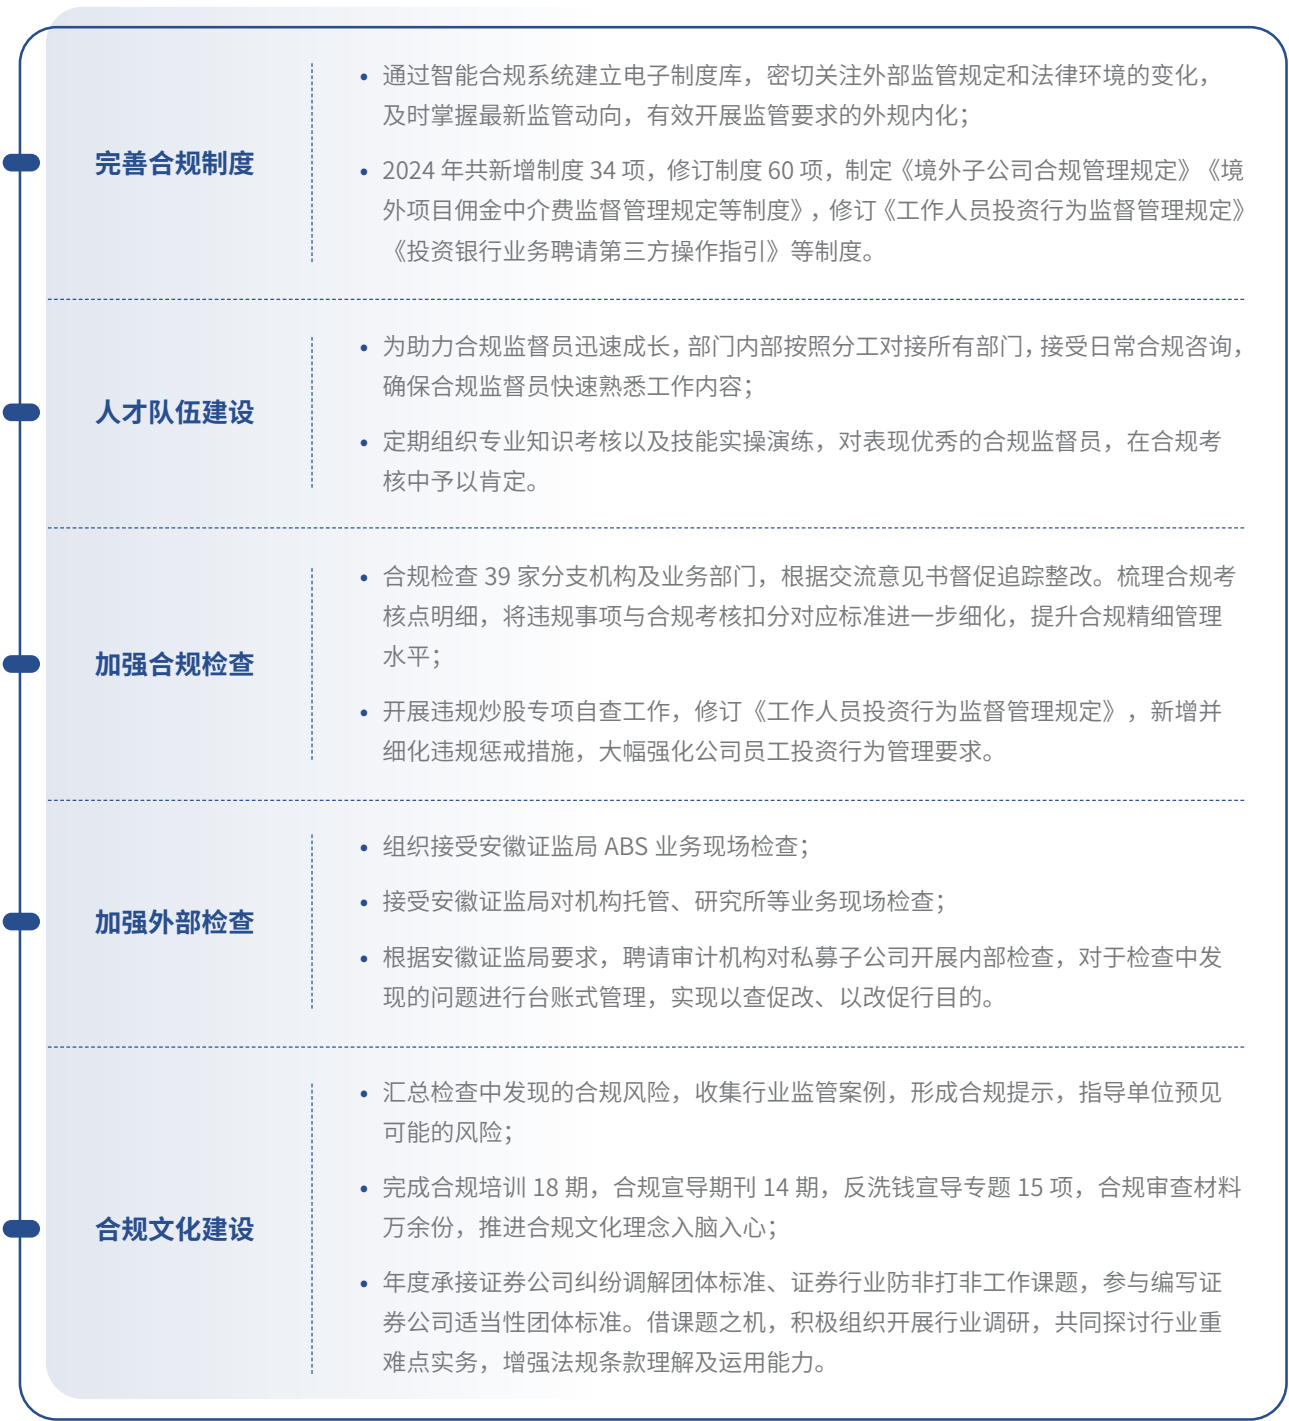 完善合规制度
• 通过智能合规系统建立电子制度库，密切关注外部监管规定和法律环境的变化，
及时掌握最新监管动向，有效开展监管要求的外规内化；
• 2024 年共新增制度 34 项，修订制度 60 项，制定《境外子公司合规管理规定》《境
外项目佣金中介费监督管理规定等制度》，修订《工作人员投资行为监督管理规定》
《投资银行业务聘请第三方操作指引》等制度。
人才队伍建设
• 为助力合规监督员迅速成长，部门内部按照分工对接所有部门，接受日常合规咨询，
确保合规监督员快速熟悉工作内容；
• 定期组织专业知识考核以及技能实操演练，对表现优秀的合规监督员，在合规考
核中予以肯定。
加强合规检查
• 合规检查 39 家分支机构及业务部门，根据交流意见书督促追踪整改。梳理合规考
核点明细，将违规事项与合规考核扣分对应标准进一步细化，提升合规精细管理
水平；
• 开展违规炒股专项自查工作，修订《工作人员投资行为监督管理规定》，新增并
细化违规惩戒措施，大幅强化公司员工投资行为管理要求。
加强外部检查
• 组织接受安徽证监局 ABS 业务现场检查；
• 接受安徽证监局对机构托管、研究所等业务现场检查；
• 根据安徽证监局要求，聘请审计机构对私募子公司开展内部检查，对于检查中发
现的问题进行台账式管理，实现以查促改、以改促行目的。
合规文化建设
• 汇总检查中发现的合规风险，收集行业监管案例，形成合规提示，指导单位预见
可能的风险；
• 完成合规培训 18 期，合规宣导期刊 14 期，反洗钱宣导专题 15 项，合规审查材料
万余份，推进合规文化理念入脑入心；
• 年度承接证券公司纠纷调解团体标准、证券行业防非打非工作课题，参与编写证
券公司适当性团体标准。借课题之机，积极组织开展行业调研，共同探讨行业重
难点实务，增强法规条款理解及运用能力。